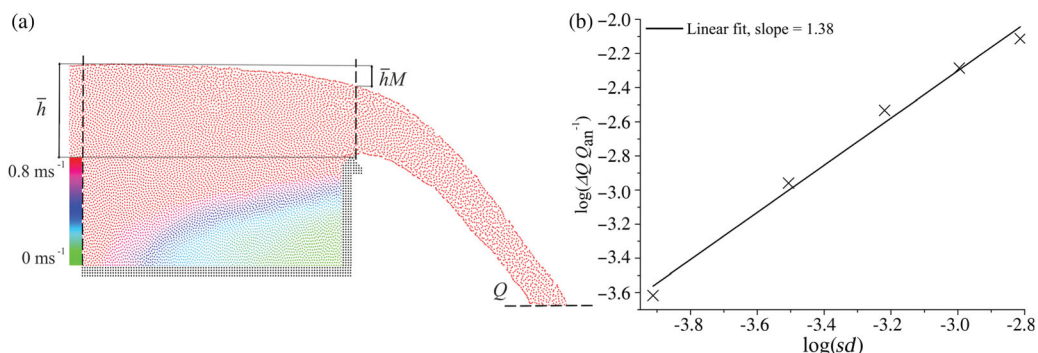 (a)
h̄M
h̄
0.8 ms⁻¹
0 ms⁻¹
Q
(b)
-2.0
Linear fit, slope = 1.38
-2.2
-2.4
-2.6
-2.8
-3.0
-3.2
-3.4
-3.6
log(ΔQ Qan⁻¹)
-3.8 -3.6 -3.4 -3.2 -3.0 -2.8
log(sd)